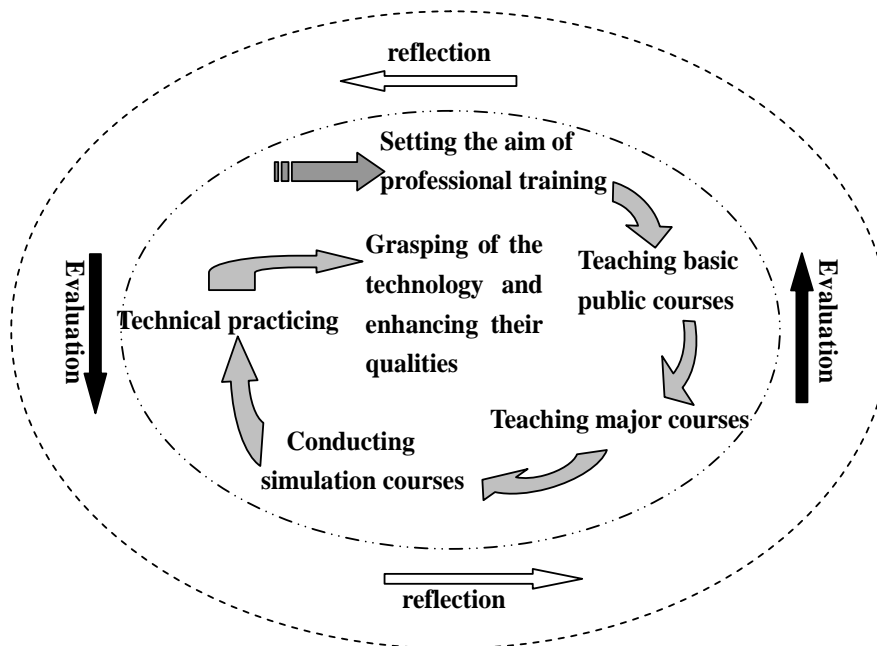 reflection
Setting the aim of
professional training
Grasping of the
technology and
enhancing their
qualities
Teaching basic
public courses
Technical practicing
Evaluation
Evaluation
Teaching major courses
Conducting
simulation courses
reflection